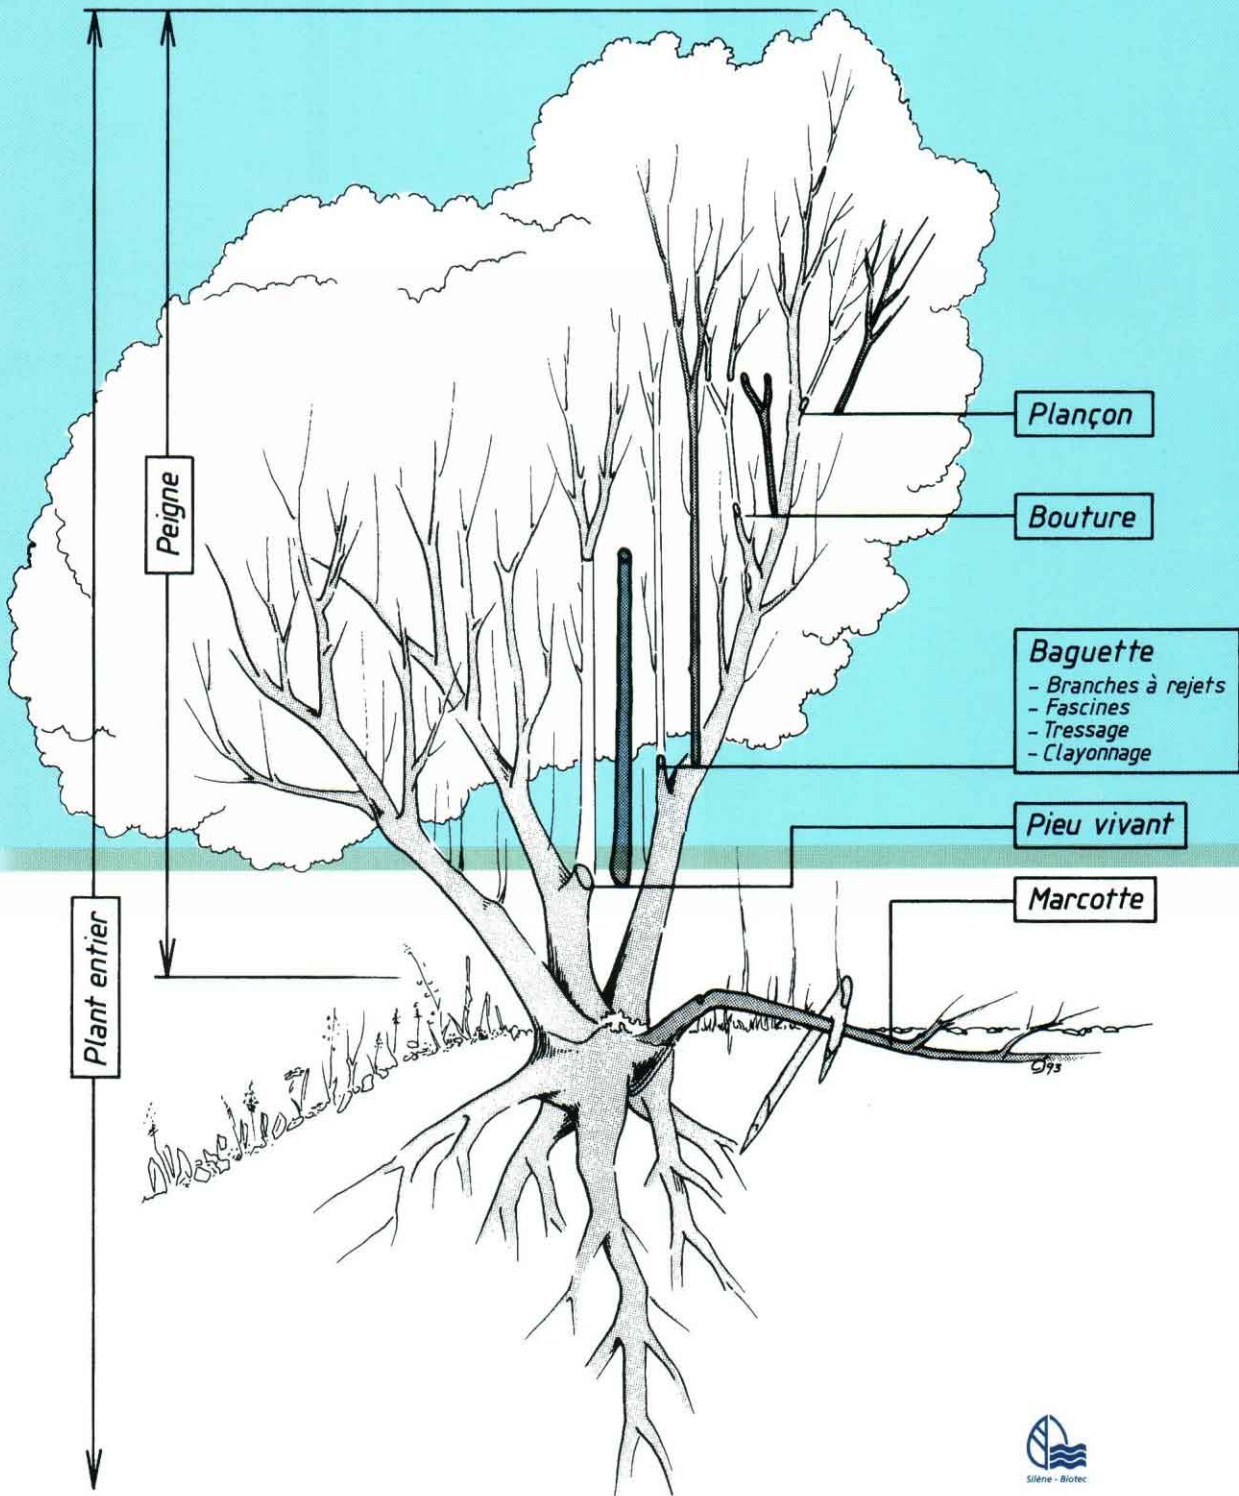 Peigne
Plant entier
Plançon
Bouture
Baguette
- Branches à rejets
- Fascines
- Tressage
- Clayonnage
Pieu vivant
Marcotte
93
Silène - Biotec